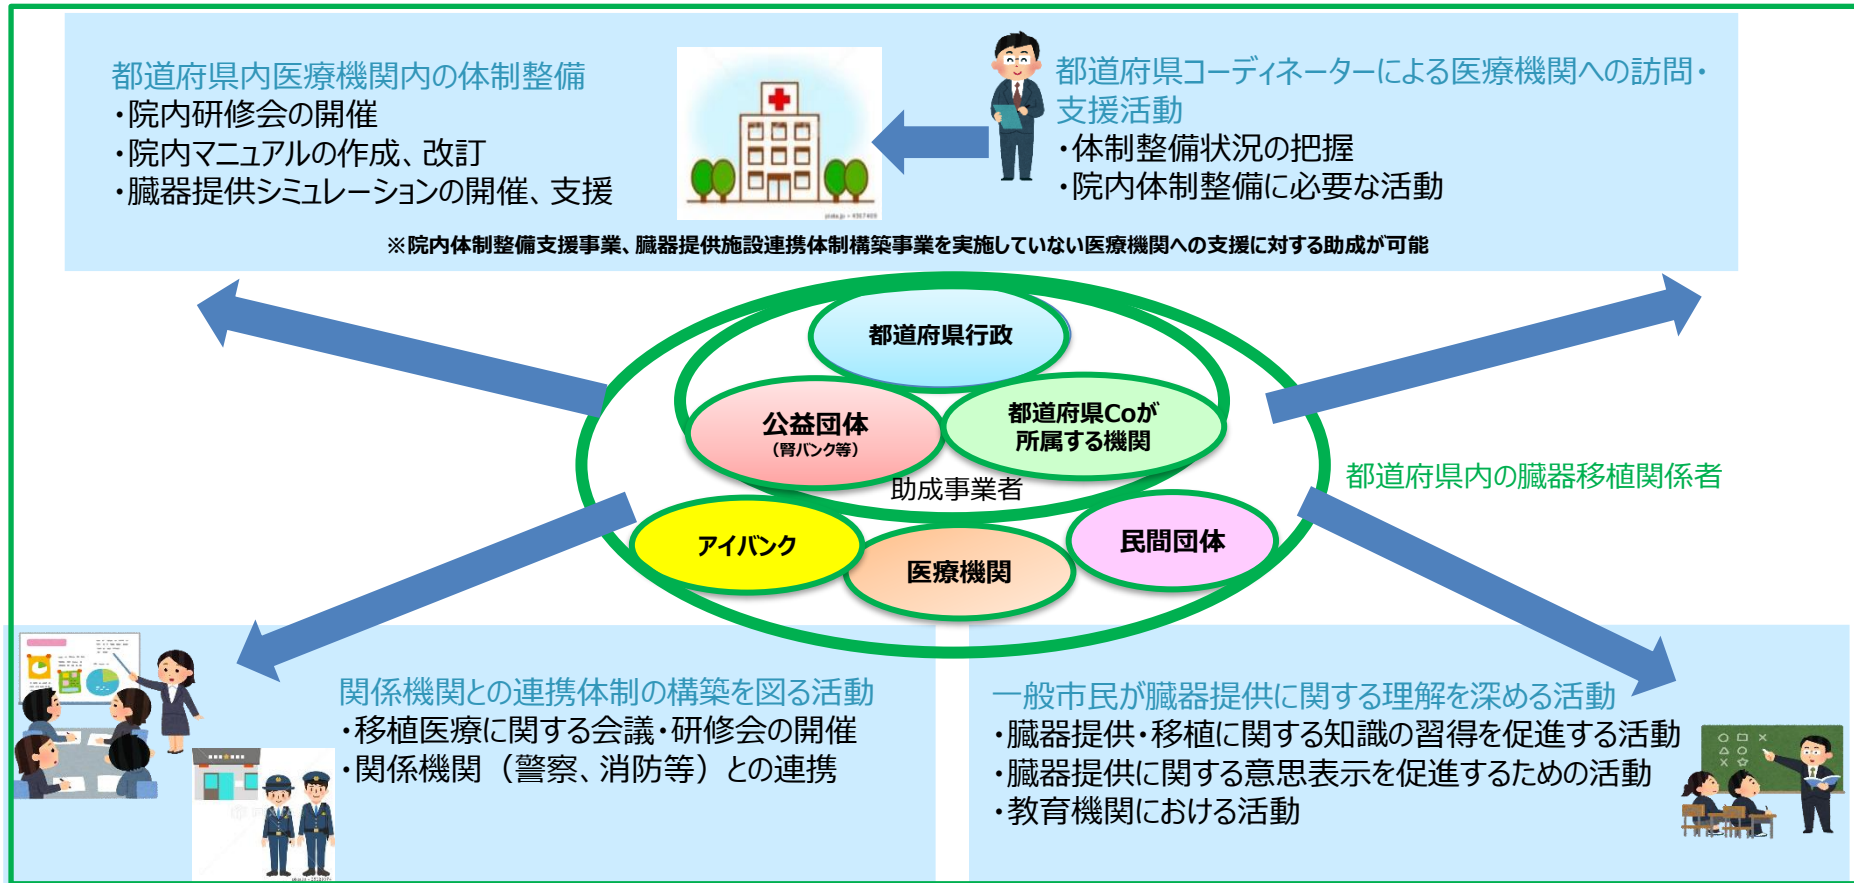 都道府県内医療機関内の体制整備
・院内研修会の開催
・院内マニュアルの作成、改訂
・臓器提供シミュレーションの開催、支援
都道府県コーディネーターによる医療機関への訪問・
支援活動
・体制整備状況の把握
・院内体制整備に必要な活動
※院内体制整備支援事業、臓器提供施設連携体制構築事業を実施していない医療機関への支援に対する助成が可能
都道府県行政
公益団体
（腎バンク等）
都道府県Coが
所属する機関
助成事業者
都道府県内の臓器移植関係者
アイバンク
医療機関
民間団体
関係機関との連携体制の構築を図る活動
・移植医療に関する会議・研修会の開催
・関係機関（警察、消防等）との連携
一般市民が臓器提供に関する理解を深める活動
・臓器提供・移植に関する知識の習得を促進する活動
・臓器提供に関する意思表示を促進するための活動
・教育機関における活動